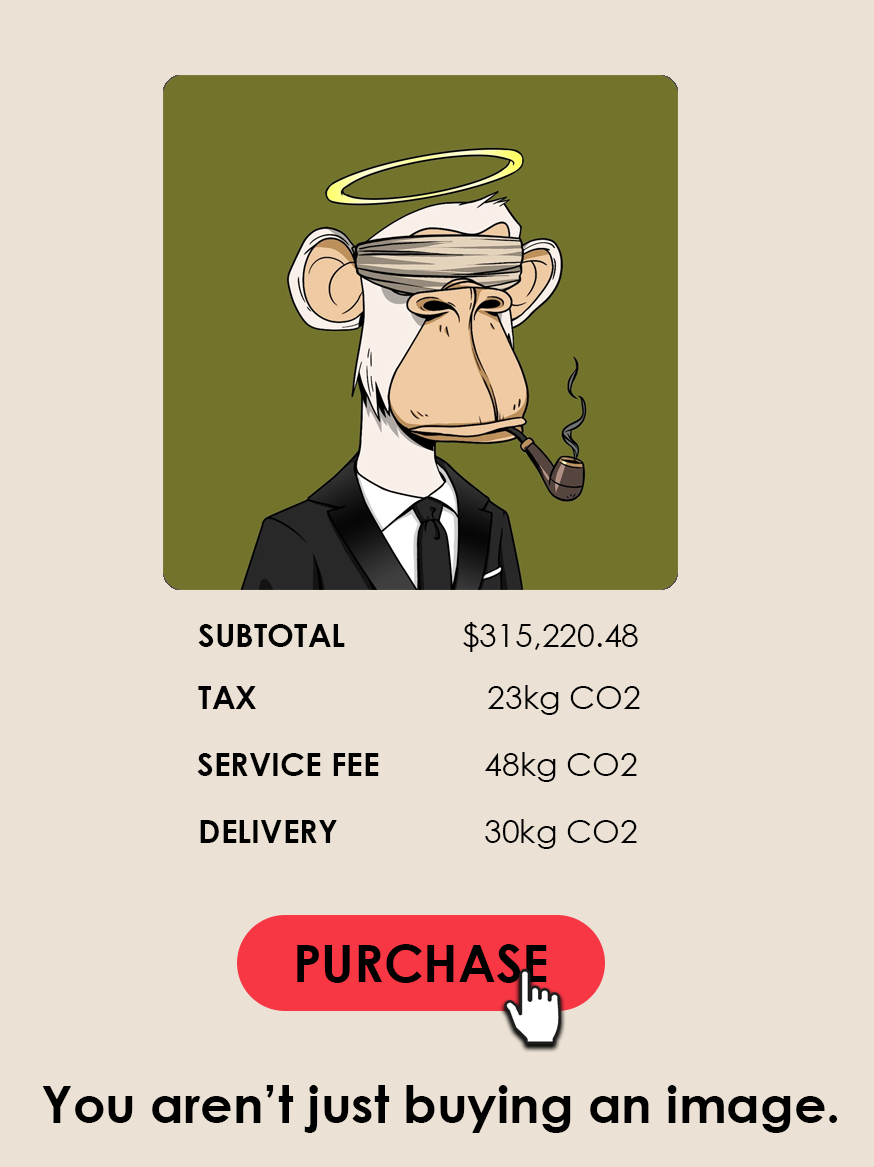 SUBTOTAL $315,220.48
TAX 23kg CO2
SERVICE FEE 48kg CO2
DELIVERY 30kg CO2
PURCHASE
You aren’t just buying an image.